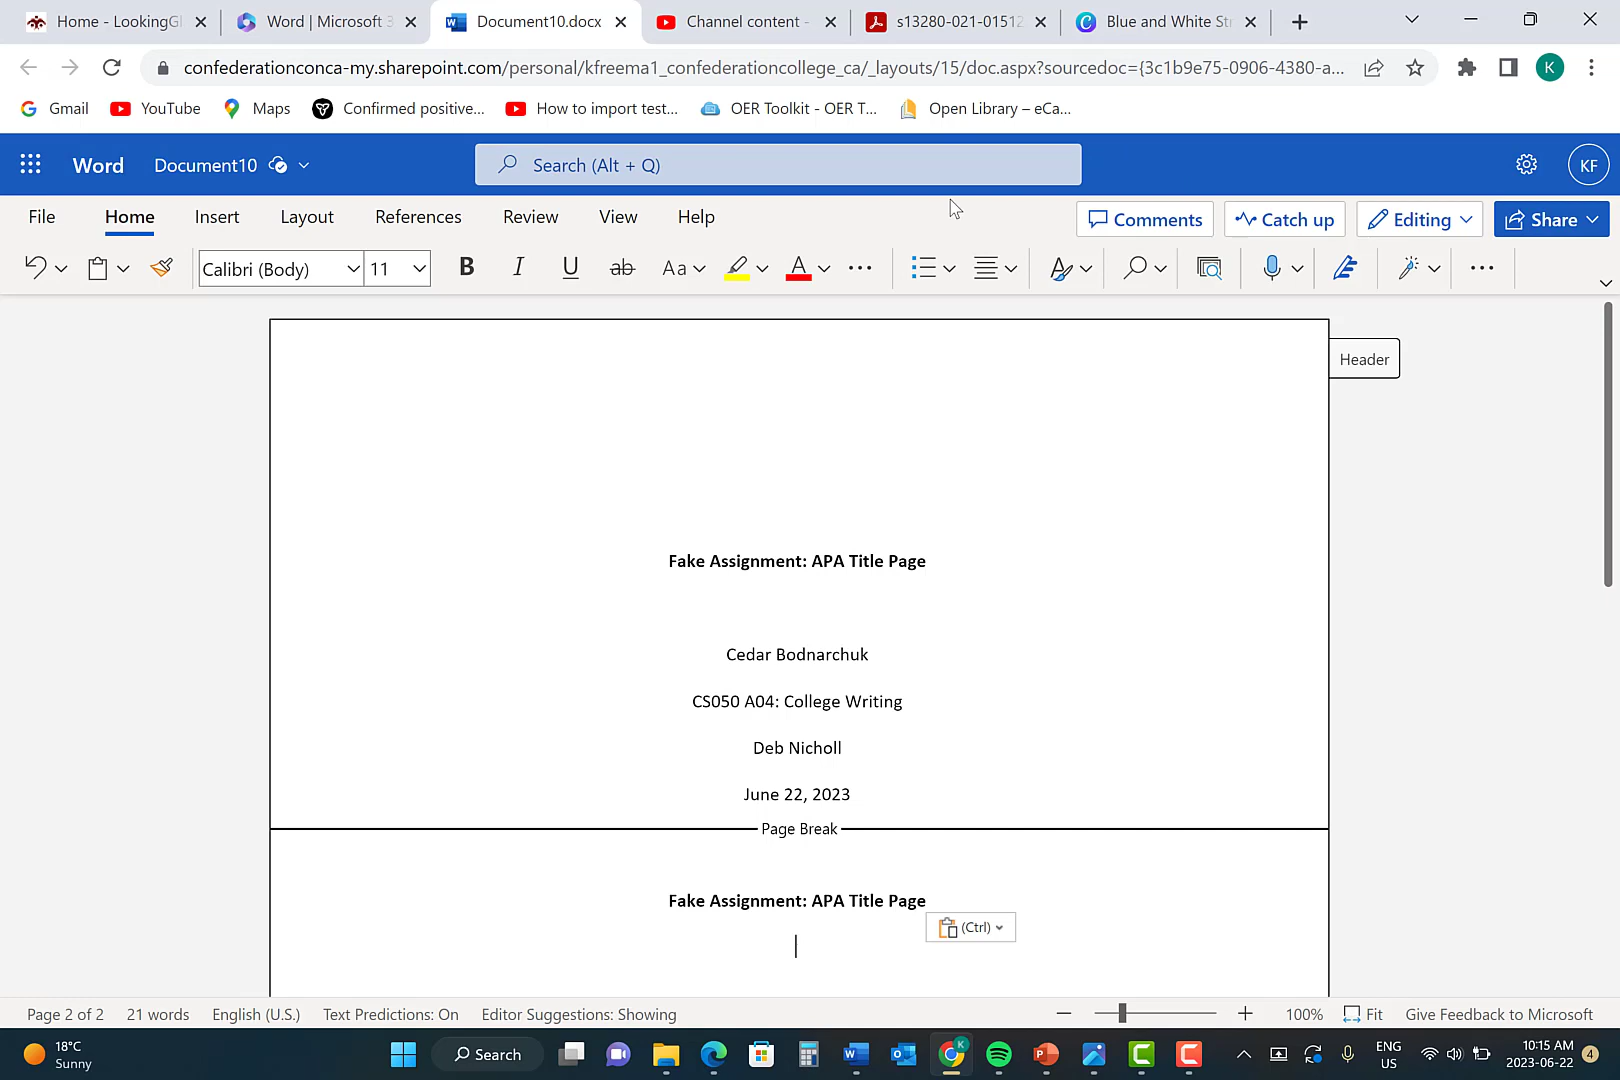 Home - LookingGl
Word | Microsoft 3
Document10.docx
Channel content -
s13280-021-01512
Blue and White Str
confederationconca-my.sharepoint.com/personal/kfreema1_confederationcollege_ca/_layouts/15/doc.aspx?sourcedoc={3c1b9e75-0906-4380-a...
K
Gmail
YouTube
Maps
Confirmed positive...
How to import test...
OER Toolkit - OER T...
Open Library – eCa...
Word
Document10
Search (Alt + Q)
KF
File
Home
Insert
Layout
References
Review
View
Help
Comments
Catch up
Editing
Share
Calibri (Body)
11
B
I
U
ab
Aa
A
Header
Fake Assignment: APA Title Page
Cedar Bodnarchuk
CS050 A04: College Writing
Deb Nicholl
June 22, 2023
Page Break
Fake Assignment: APA Title Page
(Ctrl)
Page 2 of 2
21 words
English (U.S.)
Text Predictions: On
Editor Suggestions: Showing
100%
Fit
Give Feedback to Microsoft
18°C
Sunny
Search
ENG
US
10:15 AM
2023-06-22
4